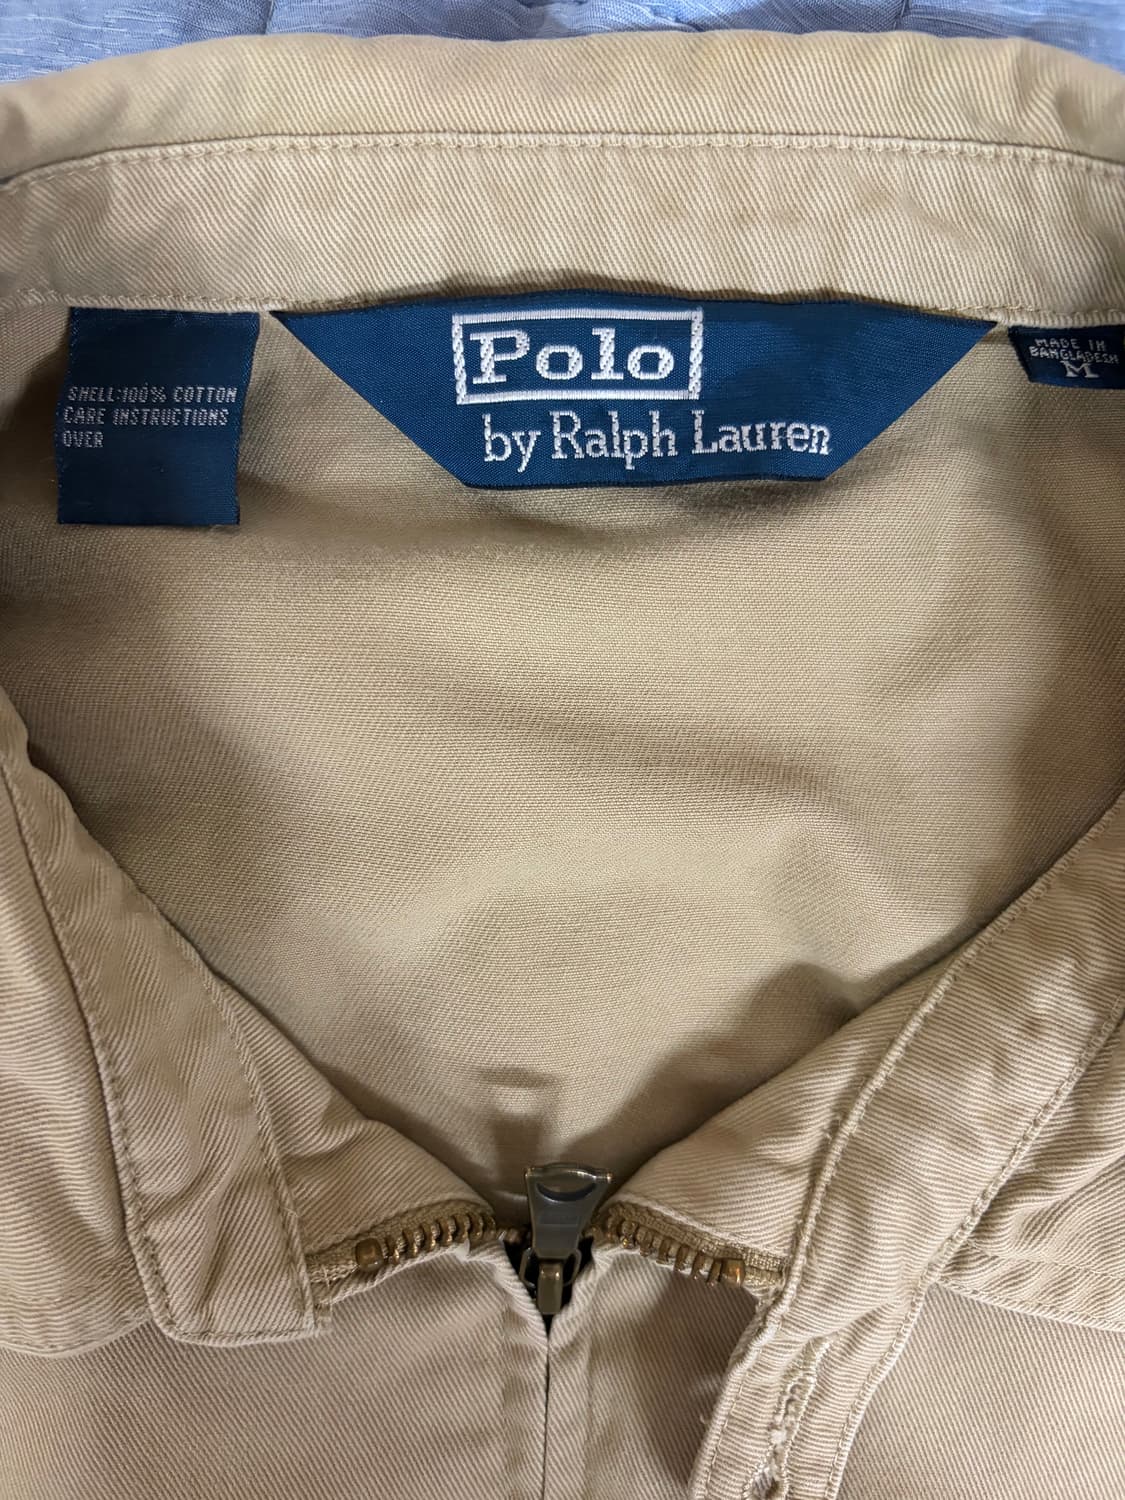 SHELL:100% COTTON
CARE INSTRUCTIONS
OVER
Polo
by Ralph Lauren
MADE IN
BANGLADESH
M